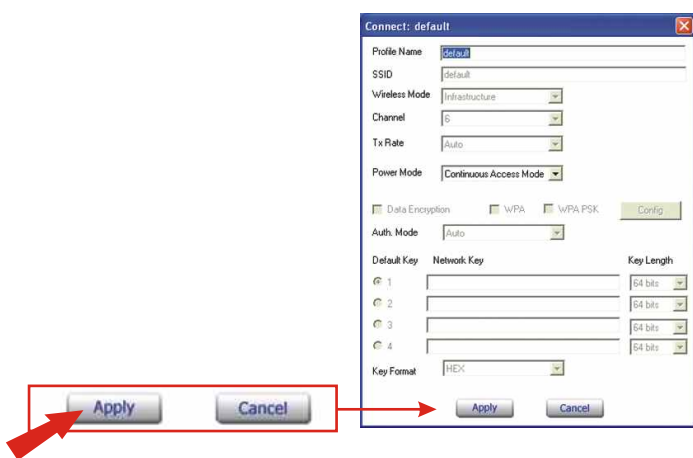 Connect: default
Profile Name default
SSID default
Wireless Mode Infrastructure
Channel 6
Tx Rate Auto
Power Mode Continuous Access Mode
Data Encryption WPA WPA PSK Config
Auth. Mode Auto
Default Key Network Key Key Length
1 64 bits
2 64 bits
3 64 bits
4 64 bits
Key Format HEX
Apply Cancel
Apply Cancel